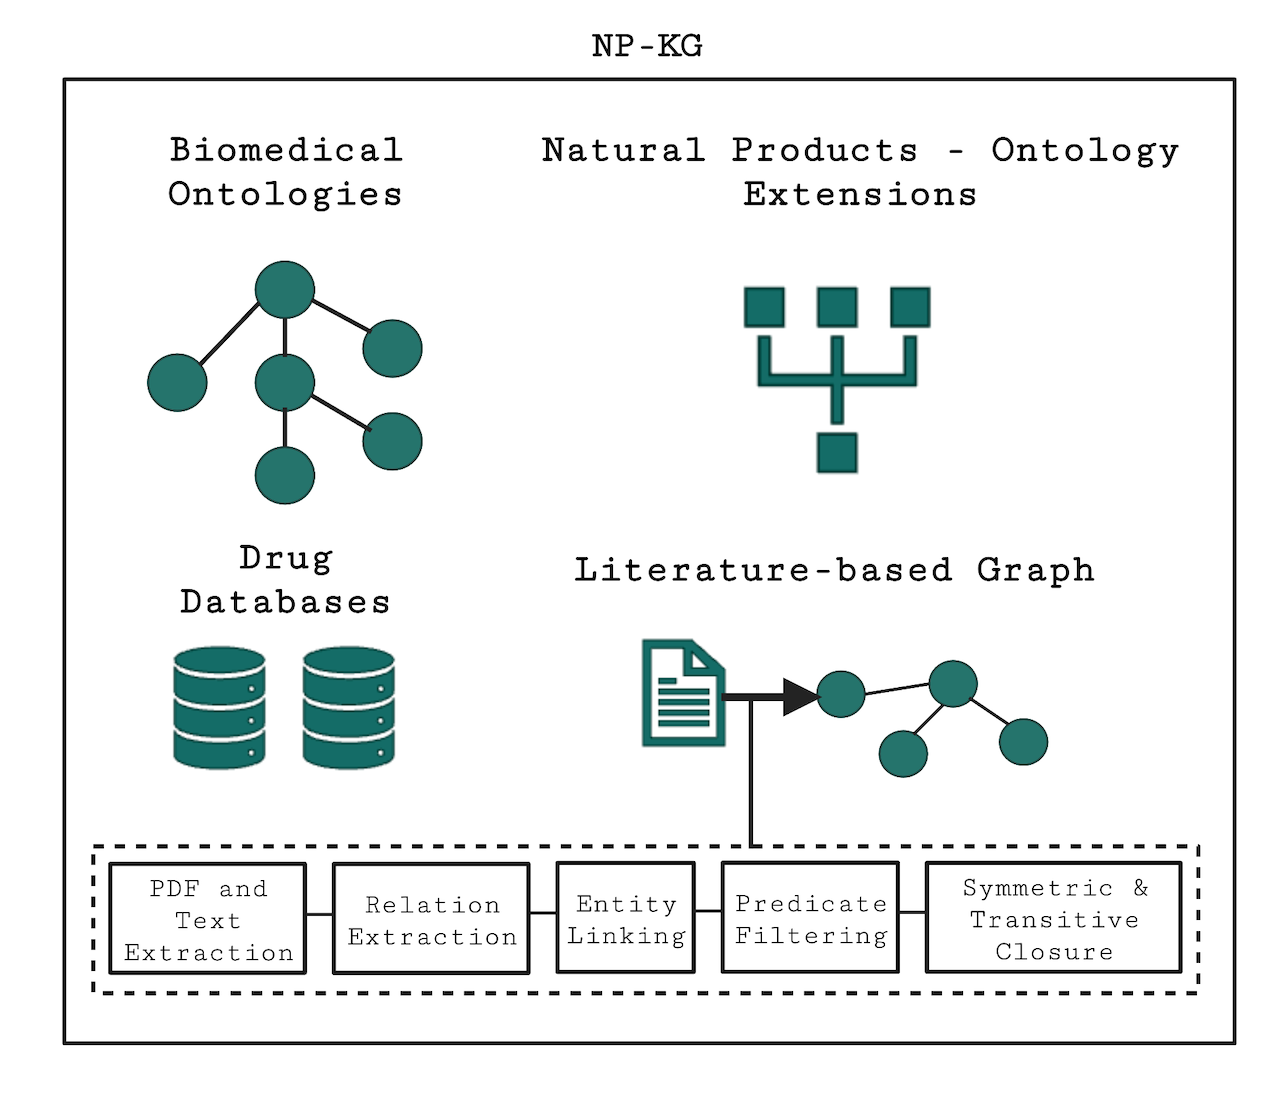 NP-KG
Biomedical
Ontologies
Natural Products - Ontology
Extensions
Drug
Databases
Literature-based Graph
PDF and
Text
Extraction
Relation
Extraction
Entity
Linking
Predicate
Filtering
Symmetric &
Transitive
Closure